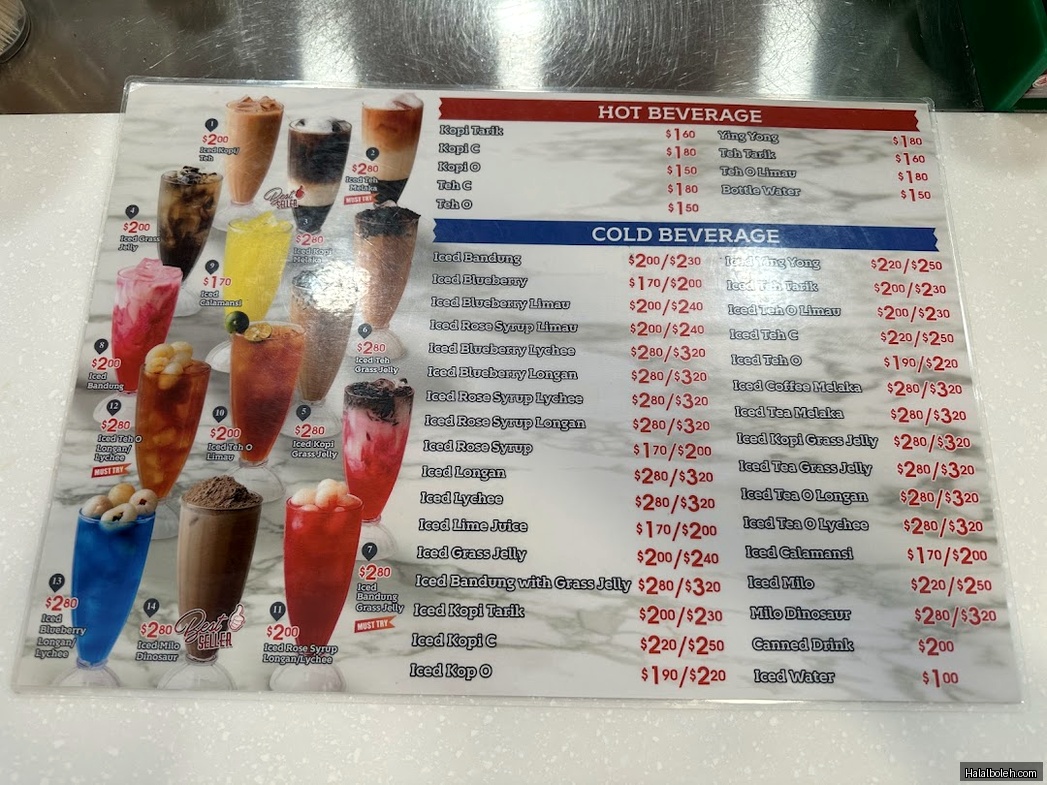 1
$2.00
Iced Kopi/
Teh
2
$2.80
Iced Teh
Melaka
MUST TRY
Best
SELLER
3
$2.80
Iced Kopi
Melaka
4
$2.00
Iced Grass
Jelly
9
$1.70
Iced
Calamansi
6
$2.80
Iced Teh
Grass Jelly
8
$2.00
Iced
Bandung
12
$2.80
Iced Teh O
Longan/
Lychee
MUST TRY
10
$2.00
Iced Teh O
Limau
5
$2.80
Iced Kopi
Grass Jelly
7
$2.80
Iced
Bandung
Grass Jelly
MUST TRY
13
$2.80
Iced
Blueberry
Longan/
Lychee
14
$2.80
Iced Milo
Dinosaur
Best
SELLER
11
$2.00
Iced Rose Syrup
Longan/Lychee
HOT BEVERAGE
Kopi Tarik $1.60
Kopi C $1.80
Kopi O $1.50
Teh C $1.80
Teh O $1.50
Ying Yong $1.80
Teh Tarik $1.60
Teh O Limau $1.80
Bottle Water $1.50
COLD BEVERAGE
Iced Bandung $2.00/$2.30
Iced Blueberry $1.70/$2.00
Iced Blueberry Limau $2.00/$2.40
Iced Rose Syrup Limau $2.00/$2.40
Iced Blueberry Lychee $2.80/$3.20
Iced Blueberry Longan $2.80/$3.20
Iced Rose Syrup Lychee $2.80/$3.20
Iced Rose Syrup Longan $2.80/$3.20
Iced Rose Syrup $1.70/$2.00
Iced Longan $2.80/$3.20
Iced Lychee $2.80/$3.20
Iced Lime Juice $1.70/$2.00
Iced Grass Jelly $2.00/$2.40
Iced Bandung with Grass Jelly $2.80/$3.20
Iced Kopi Tarik $2.00/$2.30
Iced Kopi C $2.20/$2.50
Iced Kop O $1.90/$2.20
Iced Ying Yong $2.20/$2.50
Iced Teh Tarik $2.00/$2.30
Iced Teh O Limau $2.00/$2.30
Iced Teh C $2.20/$2.50
Iced Teh O $1.90/$2.20
Iced Coffee Melaka $2.80/$3.20
Iced Tea Melaka $2.80/$3.20
Iced Kopi Grass Jelly $2.80/$3.20
Iced Tea Grass Jelly $2.80/$3.20
Iced Tea O Longan $2.80/$3.20
Iced Tea O Lychee $2.80/$3.20
Iced Calamansi $1.70/$2.00
Iced Milo $2.20/$2.50
Milo Dinosaur $2.80/$3.20
Canned Drink $2.00
Iced Water $1.00
Halalboleh.com